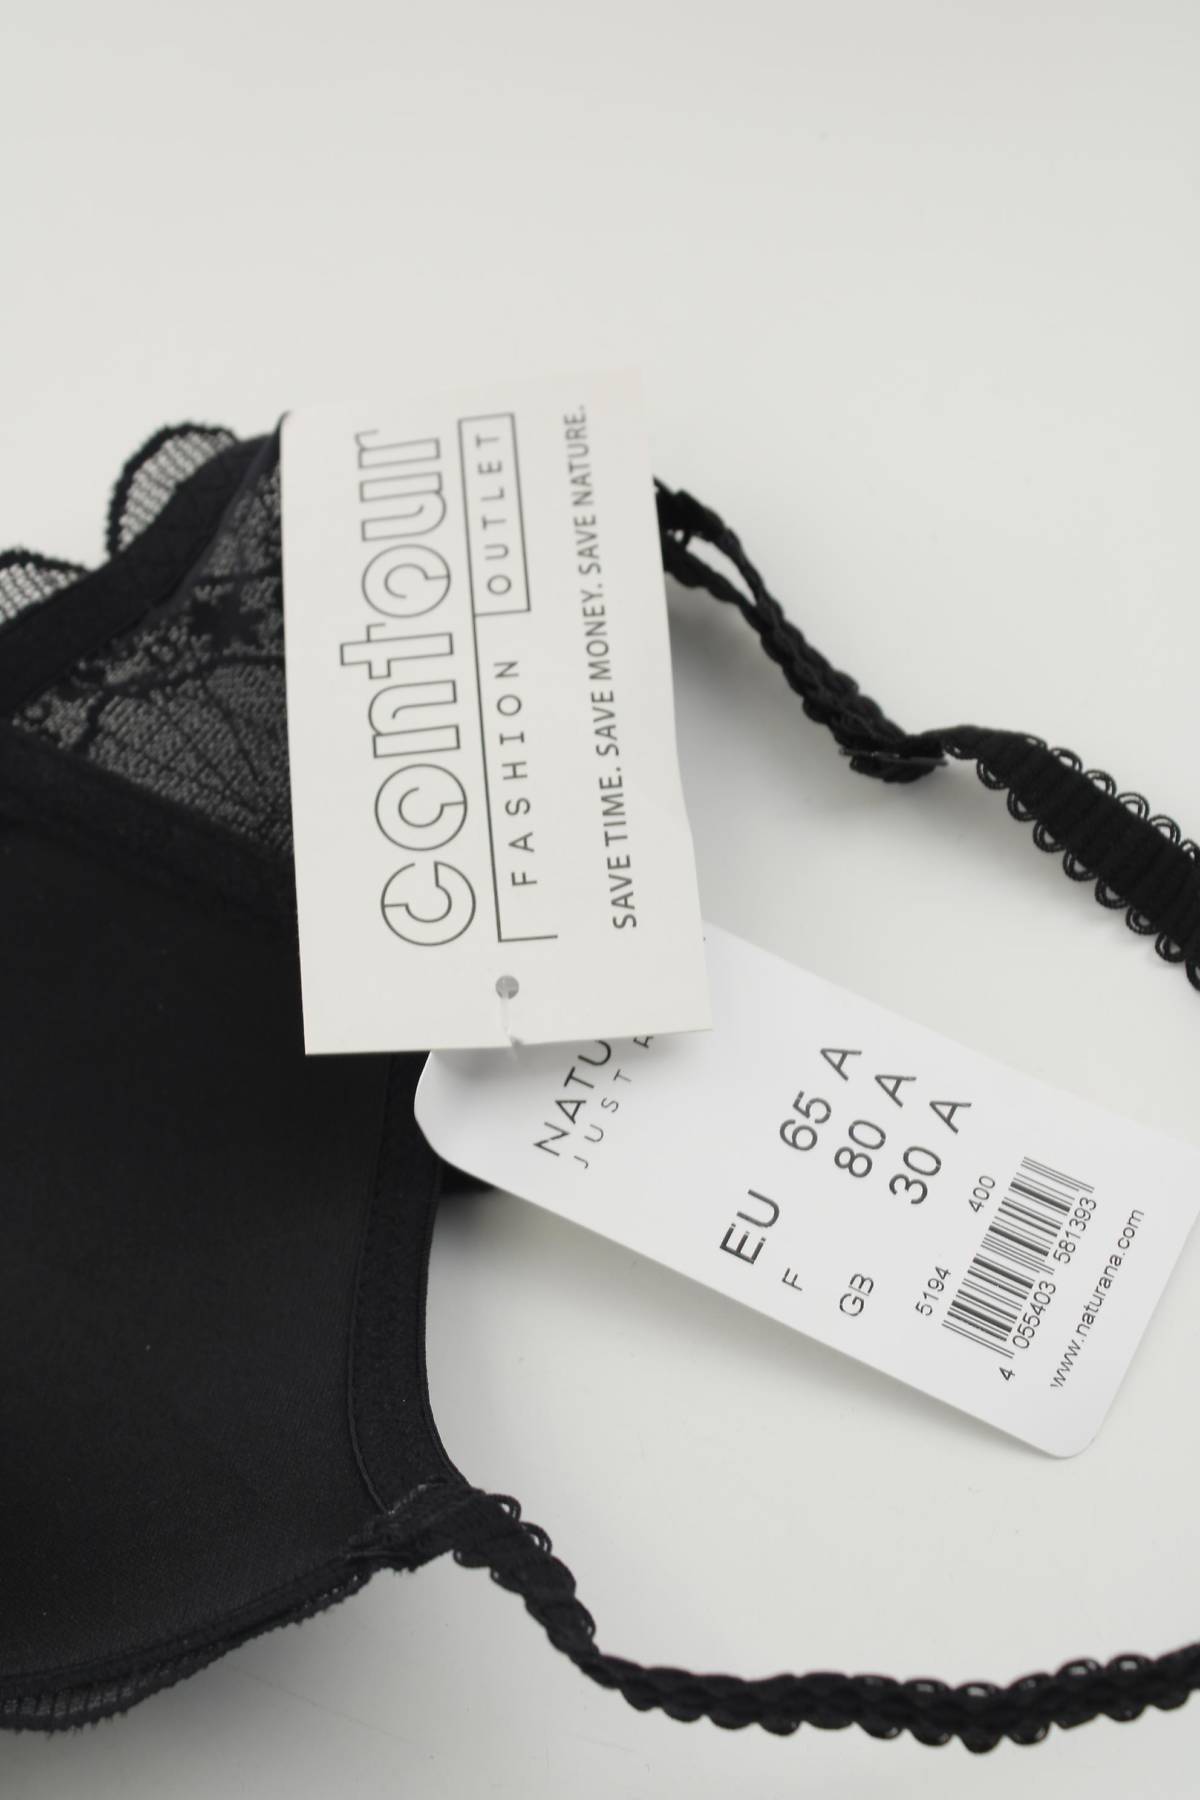 contour
FASHION OUTLET
SAVE TIME. SAVE MONEY. SAVE NATURE.
NATU
JUST A
EU 65 A
F 80 A
GB 30 A
5194 400
4 055403 581393
www.naturana.com